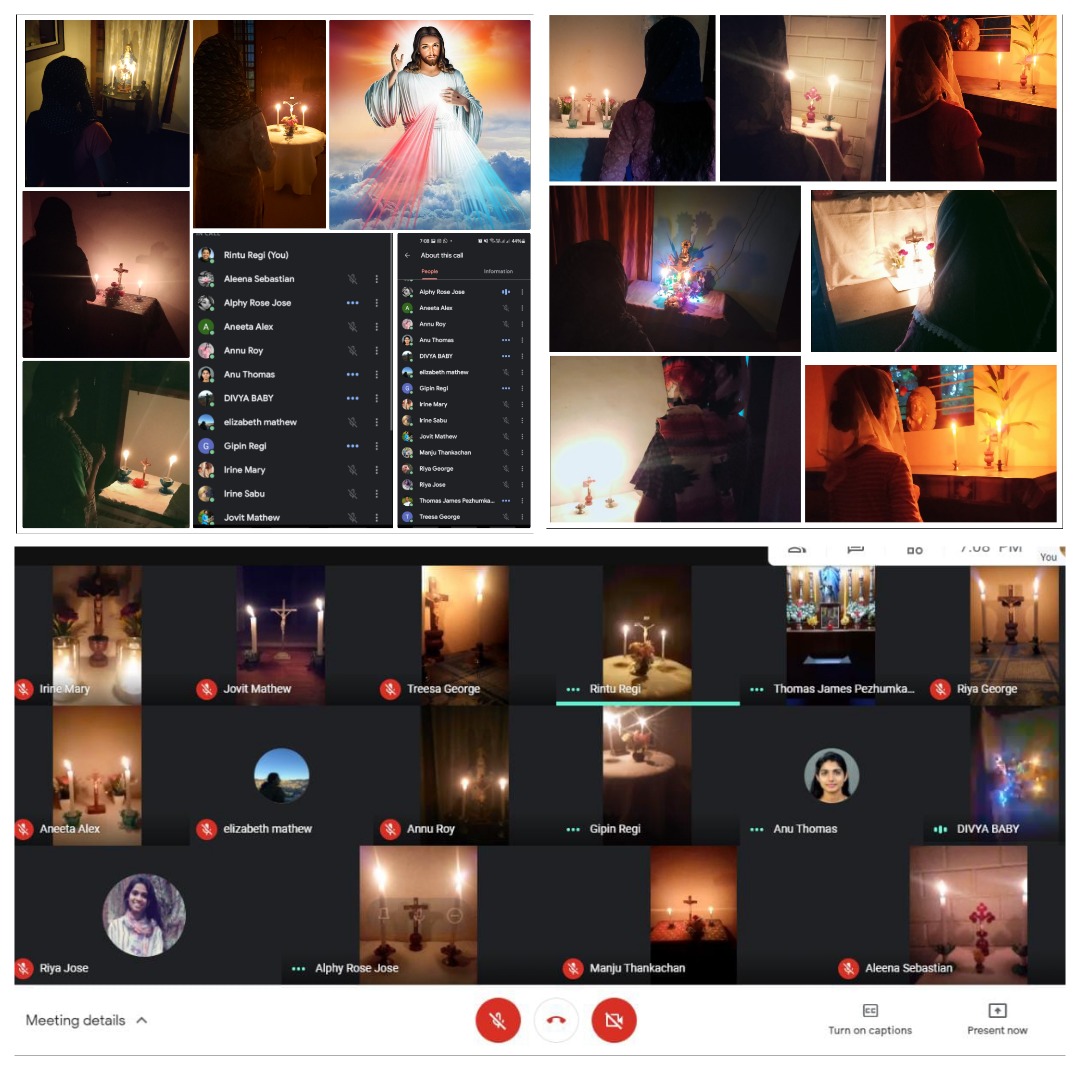 IN CALL
Rintu Regi (You)
Aleena Sebastian
Alphy Rose Jose
A Aneeta Alex
Annu Roy
Anu Thomas
DIVYA BABY
elizabeth mathew
G Gipin Regi
Irine Mary
Irine Sabu
Jovit Mathew
7:08 44%
About this call
People Information
Alphy Rose Jose
A Aneeta Alex
Annu Roy
Anu Thomas
DIVYA BABY
elizabeth mathew
G Gipin Regi
Irine Mary
Irine Sabu
Jovit Mathew
Manju Thankachan
Riya George
Riya Jose
Thomas James Pezhumka...
T Treesa George
7:08 PM
You
Irine Mary Jovit Mathew Treesa George Rintu Regi Thomas James Pezhumka... Riya George
Aneeta Alex elizabeth mathew Annu Roy Gipin Regi Anu Thomas DIVYA BABY
Riya Jose Alphy Rose Jose Manju Thankachan Aleena Sebastian
Meeting details CC Turn on captions Present now